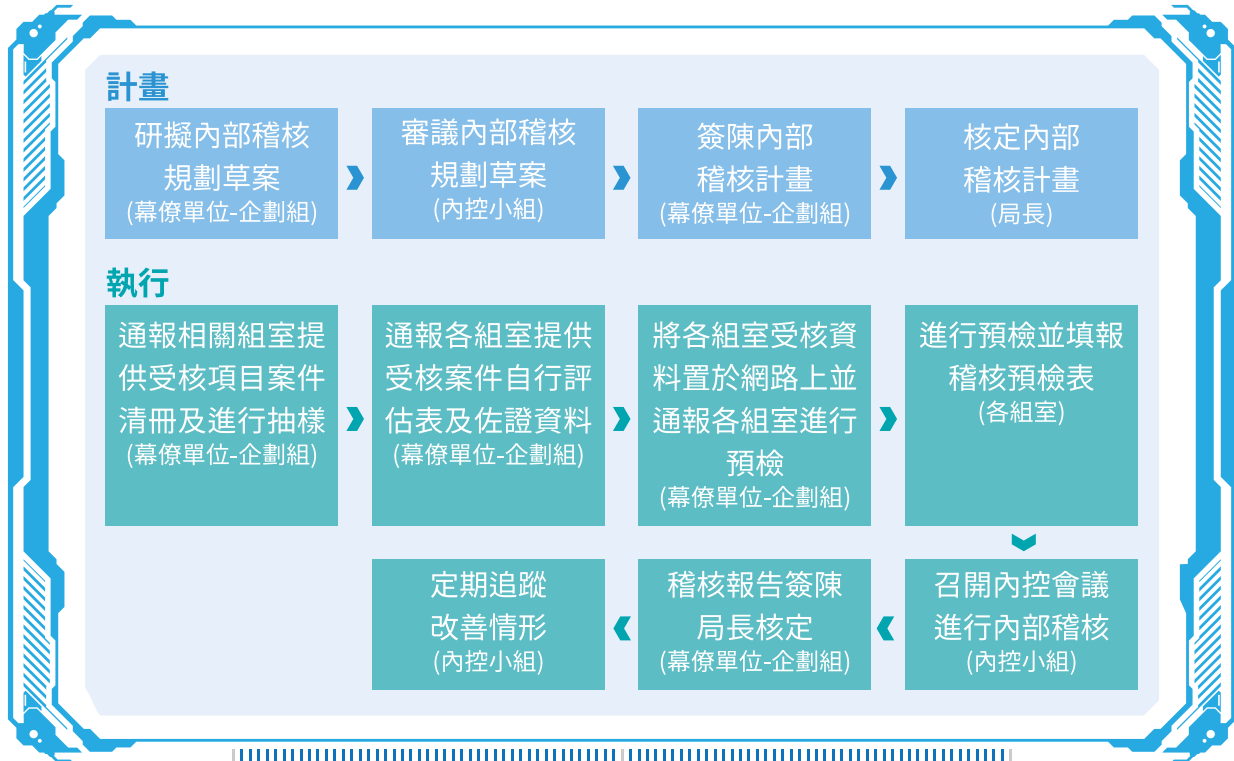 計畫
研擬內部稽核
規劃草案
(幕僚單位-企劃組)
審議內部稽核
規劃草案
(內控小組)
簽陳內部
稽核計畫
(幕僚單位-企劃組)
核定內部
稽核計畫
(局長)
執行
通報相關組室提
供受核項目案件
清冊及進行抽樣
(幕僚單位-企劃組)
通報各組室提供
受核案件自行評
估表及佐證資料
(幕僚單位-企劃組)
將各組室受核資
料置於網路上並
通報各組室進行
預檢
(幕僚單位-企劃組)
進行預檢並填報
稽核預檢表
(各組室)
召開內控會議
進行內部稽核
(內控小組)
稽核報告簽陳
局長核定
(幕僚單位-企劃組)
定期追蹤
改善情形
(內控小組)